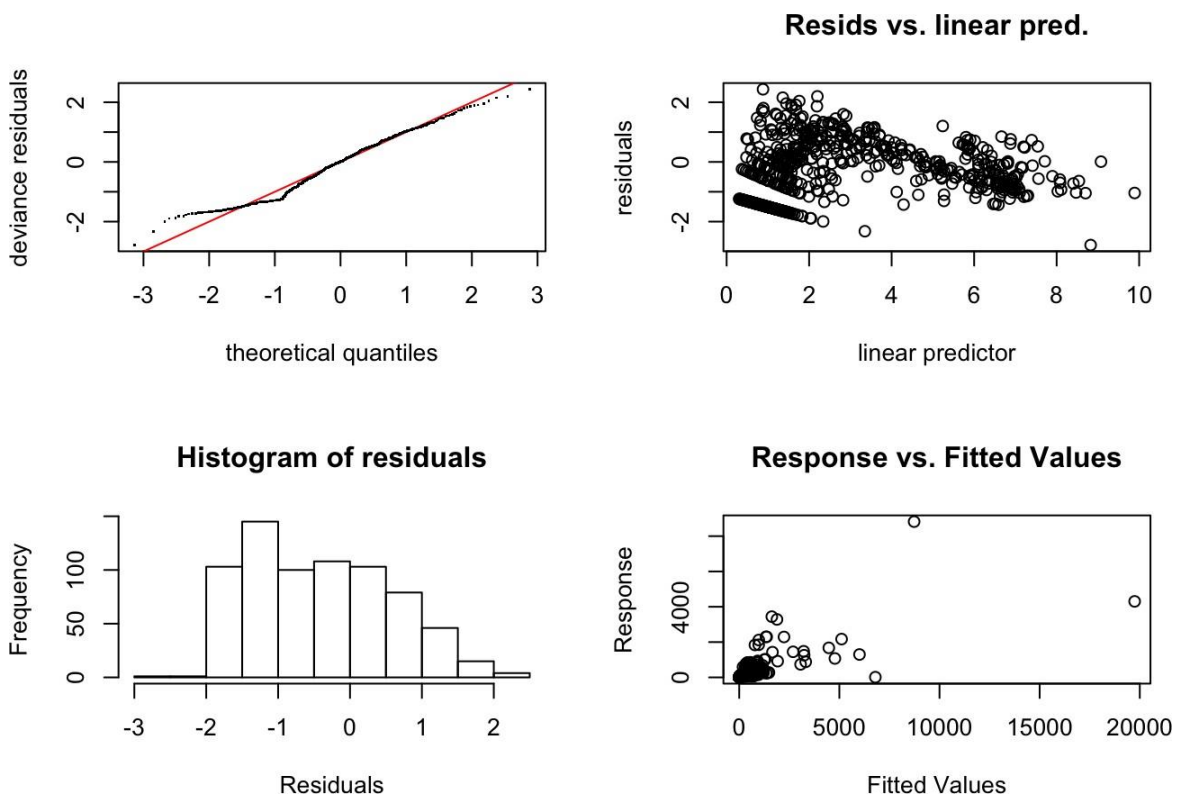 deviance residuals
2
0
-2
-3 -2 -1 0 1 2 3
theoretical quantiles
Resids vs. linear pred.
residuals
2
0
-2
0 2 4 6 8 10
linear predictor
Histogram of residuals
Frequency
100
50
0
-3 -2 -1 0 1 2
Residuals
Response vs. Fitted Values
Response
4000
0
0 5000 10000 15000 20000
Fitted Values